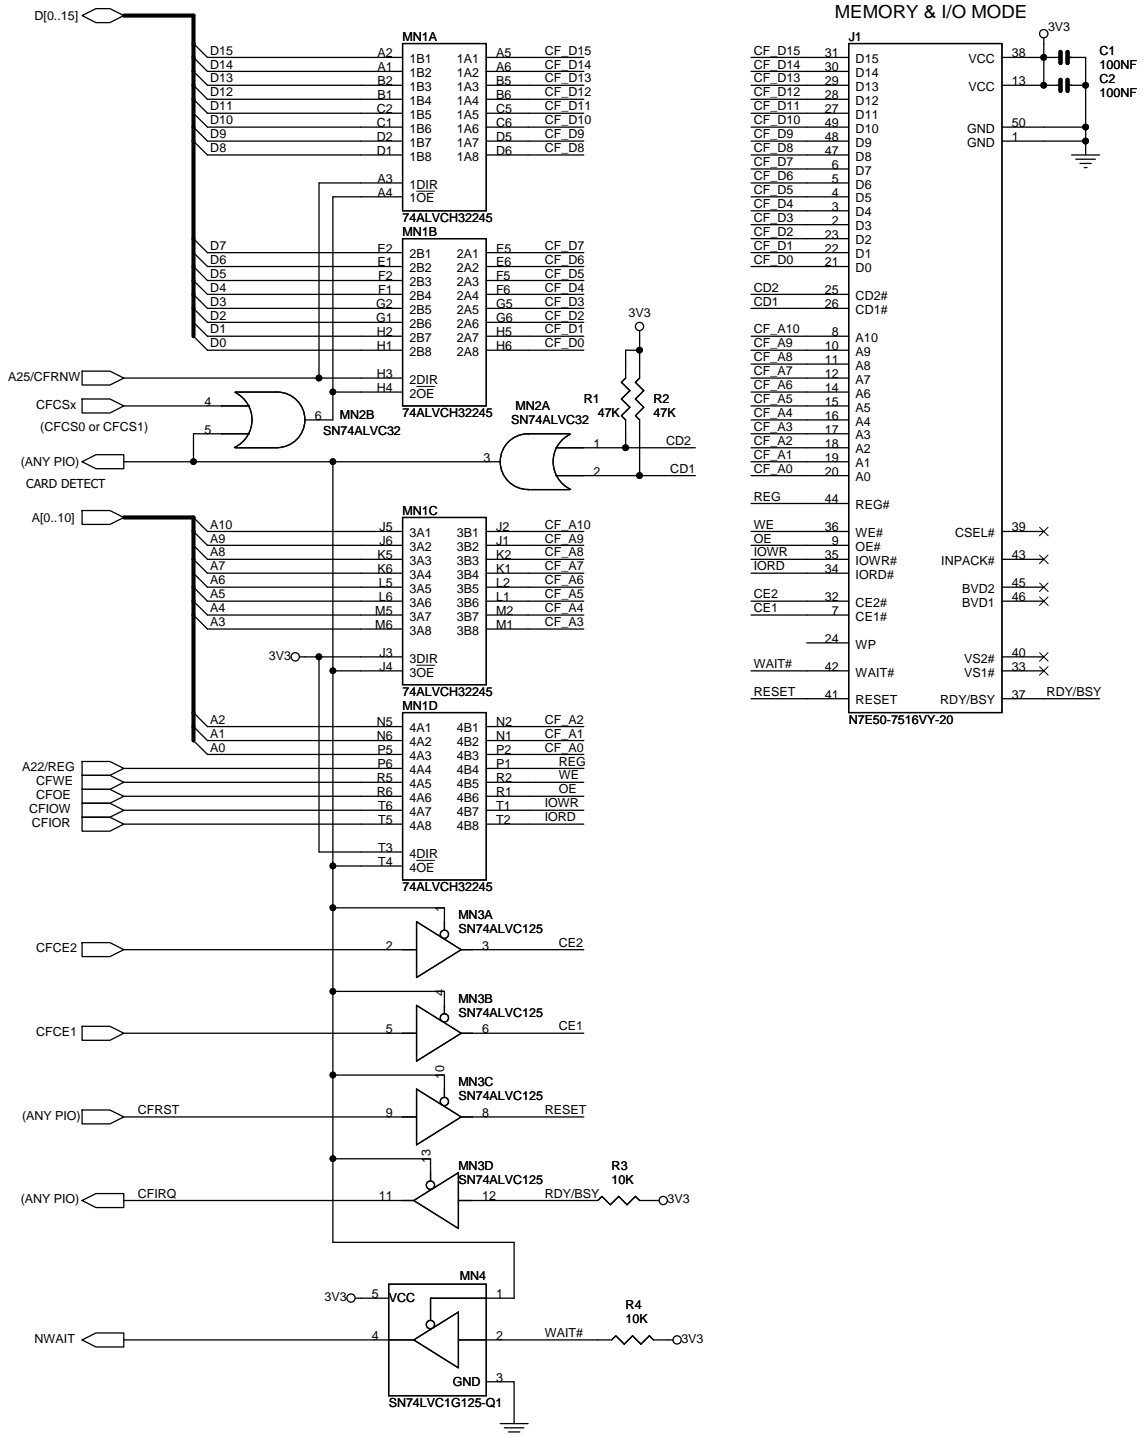 MEMORY & I/O MODE
D[0..15]
MN1A
D15 A2 1B1 1A1 A5 CF_D15
D14 A1 1B2 1A2 A6 CF_D14
D13 B2 1B3 1A3 B5 CF_D13
D12 B1 1B4 1A4 B6 CF_D12
D11 C2 1B5 1A5 C5 CF_D11
D10 C1 1B6 1A6 C6 CF_D10
D9 D2 1B7 1A7 D5 CF_D9
D8 D1 1B8 1A8 D6 CF_D8
A3 1DIR
A4 1OE
74ALVCH32245
MN1B
D7 E2 2B1 2A1 E5 CF_D7
D6 E1 2B2 2A2 E6 CF_D6
D5 F2 2B3 2A3 F5 CF_D5
D4 F1 2B4 2A4 F6 CF_D4
D3 G2 2B5 2A5 G5 CF_D3
D2 G1 2B6 2A6 G6 CF_D2
D1 H2 2B7 2A7 H5 CF_D1
D0 H1 2B8 2A8 H6 CF_D0
A25/CFRNW H3 2DIR
H4 2OE
74ALVCH32245
CFCSx 4
(CFCS0 or CFCS1) 5
6 MN2B
SN74ALVC32
3V3
R1 47K
R2 47K
MN2A
SN74ALVC32
1 CD2
2 CD1
3
(ANY PIO)
CARD DETECT
A[0..10]
MN1C
A10 J5 3A1 3B1 J2 CF_A10
A9 J6 3A2 3B2 J1 CF_A9
A8 K5 3A3 3B3 K2 CF_A8
A7 K6 3A4 3B4 K1 CF_A7
A6 L5 3A5 3B5 L2 CF_A6
A5 L6 3A6 3B6 L1 CF_A5
A4 M5 3A7 3B7 M2 CF_A4
A3 M6 3A8 3B8 M1 CF_A3
3V3 J3 3DIR
J4 3OE
74ALVCH32245
MN1D
A2 N5 4A1 4B1 N2 CF_A2
A1 N6 4A2 4B2 N1 CF_A1
A0 P5 4A3 4B3 P2 CF_A0
A22/REG P6 4A4 4B4 P1 REG
CFWE R5 4A5 4B5 R2 WE
CFOE R6 4A6 4B6 R1 OE
CFIOW T6 4A7 4B7 T1 IOWR
CFIOR T5 4A8 4B8 T2 IORD
T3 4DIR
T4 4OE
74ALVCH32245
1 MN3A
SN74ALVC125
CFCE2 2 3 CE2
4 MN3B
SN74ALVC125
CFCE1 5 6 CE1
10 MN3C
SN74ALVC125
(ANY PIO) CFRST 9 8 RESET
13 MN3D
SN74ALVC125
R3
10K
(ANY PIO) CFIRQ 11 12 RDY/BSY 3V3
MN4
3V3 5 VCC 1
R4
10K
NWAIT 4 2 WAIT# 3V3
GND 3
SN74LVC1G125-Q1
J1
3V3
CF_D15 31 D15 VCC 38
C1
100NF
CF_D14 30 D14
CF_D13 29 D13 VCC 13
C2
100NF
CF_D12 28 D12
CF_D11 27 D11
CF_D10 49 D10 GND 50
CF_D9 48 D9 GND 1
CF_D8 47 D8
CF_D7 6 D7
CF_D6 5 D6
CF_D5 4 D5
CF_D4 3 D4
CF_D3 2 D3
CF_D2 23 D2
CF_D1 22 D1
CF_D0 21 D0
CD2 25 CD2#
CD1 26 CD1#
CF_A10 8 A10
CF_A9 10 A9
CF_A8 11 A8
CF_A7 12 A7
CF_A6 14 A6
CF_A5 15 A5
CF_A4 16 A4
CF_A3 17 A3
CF_A2 18 A2
CF_A1 19 A1
CF_A0 20 A0
REG 44 REG#
WE 36 WE# CSEL# 39
OE 9 OE#
IOWR 35 IOWR# INPACK# 43
IORD 34 IORD#
BVD2 45
CE2 32 CE2# BVD1 46
CE1 7 CE1#
24 WP
VS2# 40
WAIT# 42 WAIT# VS1# 33
RESET 41 RESET RDY/BSY 37 RDY/BSY
N7E50-7516VY-20